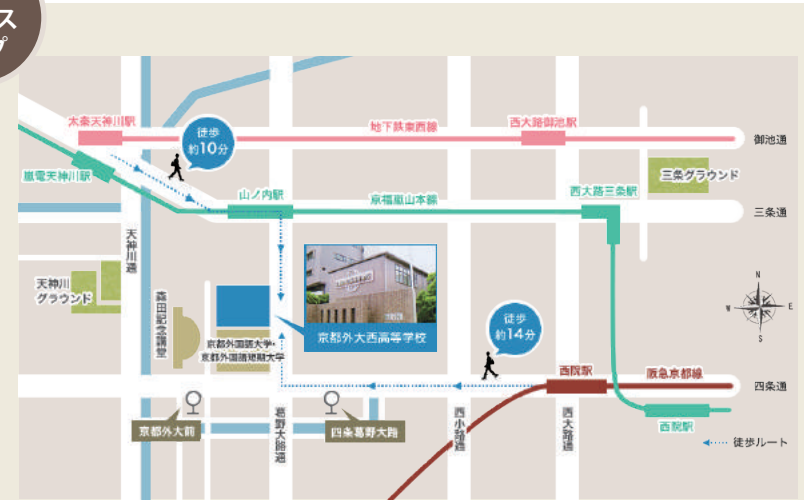 ス
プ
太秦天神川駅
地下鉄東西線
西大路御池駅
御池通
徒歩
約10分
嵐電天神川駅
山ノ内駅
京福嵐山本線
西大路三条駅
三条グラウンド
三条通
天神川通
天神川
グラウンド
森田記念講堂
京都外国語大学・
京都外国語短期大学
京都外大西高等学校
徒歩
約14分
N
W
E
S
西院駅
阪急京都線
四条通
京都外大前
葛野大路通
四条葛野大路
西小路通
西大路通
西院駅
徒歩ルート